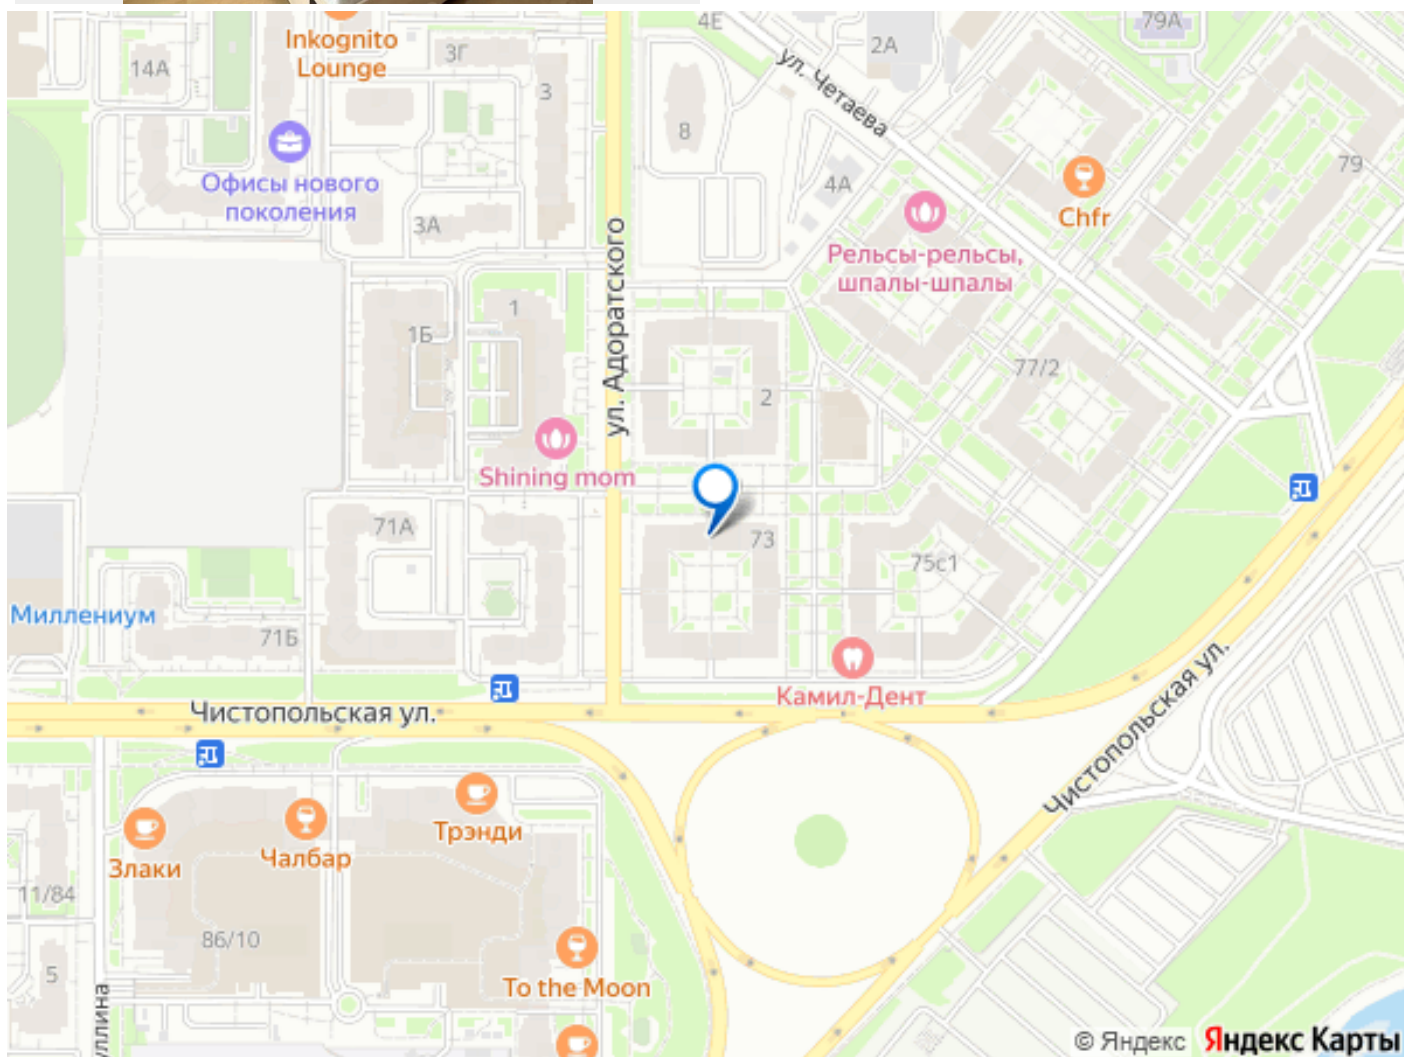 4Е
79А
Inkognito
Lounge
3Г
2А
14А
ул. Четаева
3
8
79
Офисы нового
поколения
4А
Chfr
3А
ул. Адоратского
Рельсы-рельсы,
шпалы-шпалы
1
1Б
77/2
2
Shining mom
71А
73
75с1
Миллениум
71Б
Камил-Дент
Чистопольская ул.
Чистопольская ул.
Трэнди
Чалбар
Злаки
11/84
86/10
5
To the Moon
уллина
© Яндекс Яндекс Карты